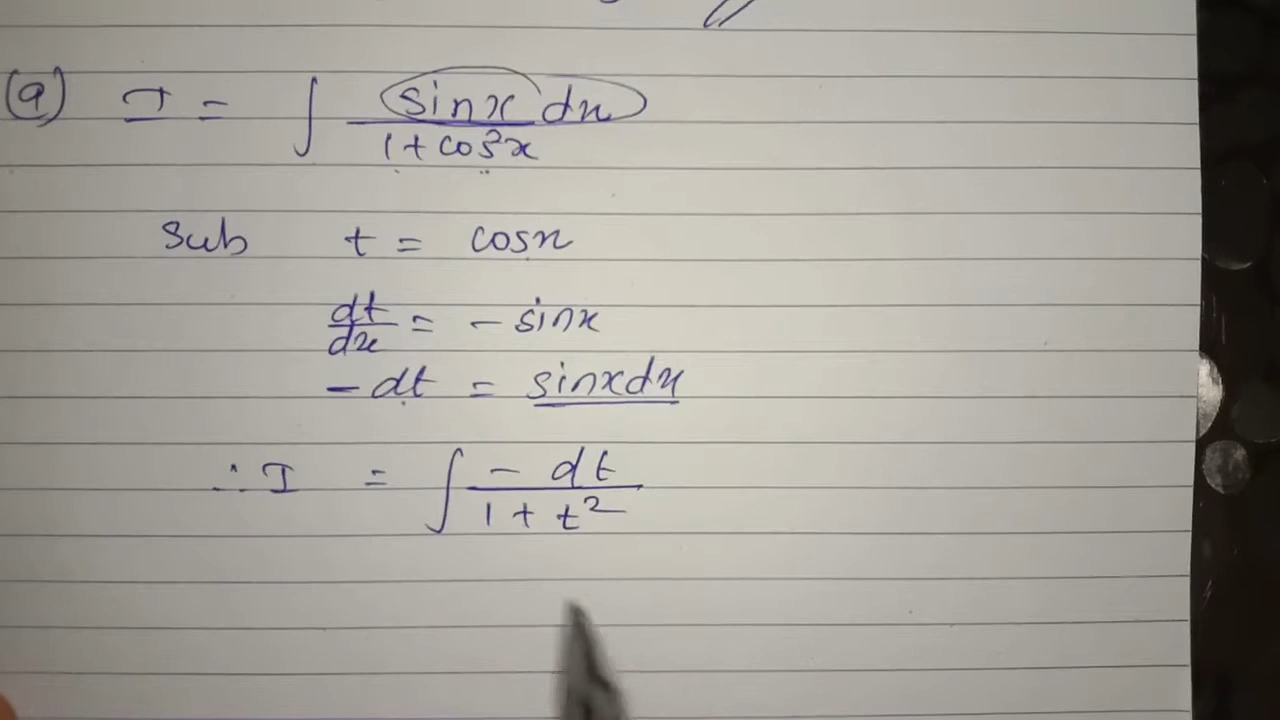 (9) I = ∫ sinx dx / 1 + cos²x
Sub t = cosx
dt/dx = - sinx
- dt = sinxdx
∴ I = ∫ - dt / 1 + t²